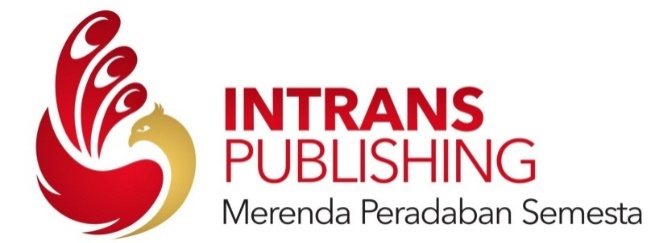 INTRANS
PUBLISHING
Merenda Peradaban Semesta